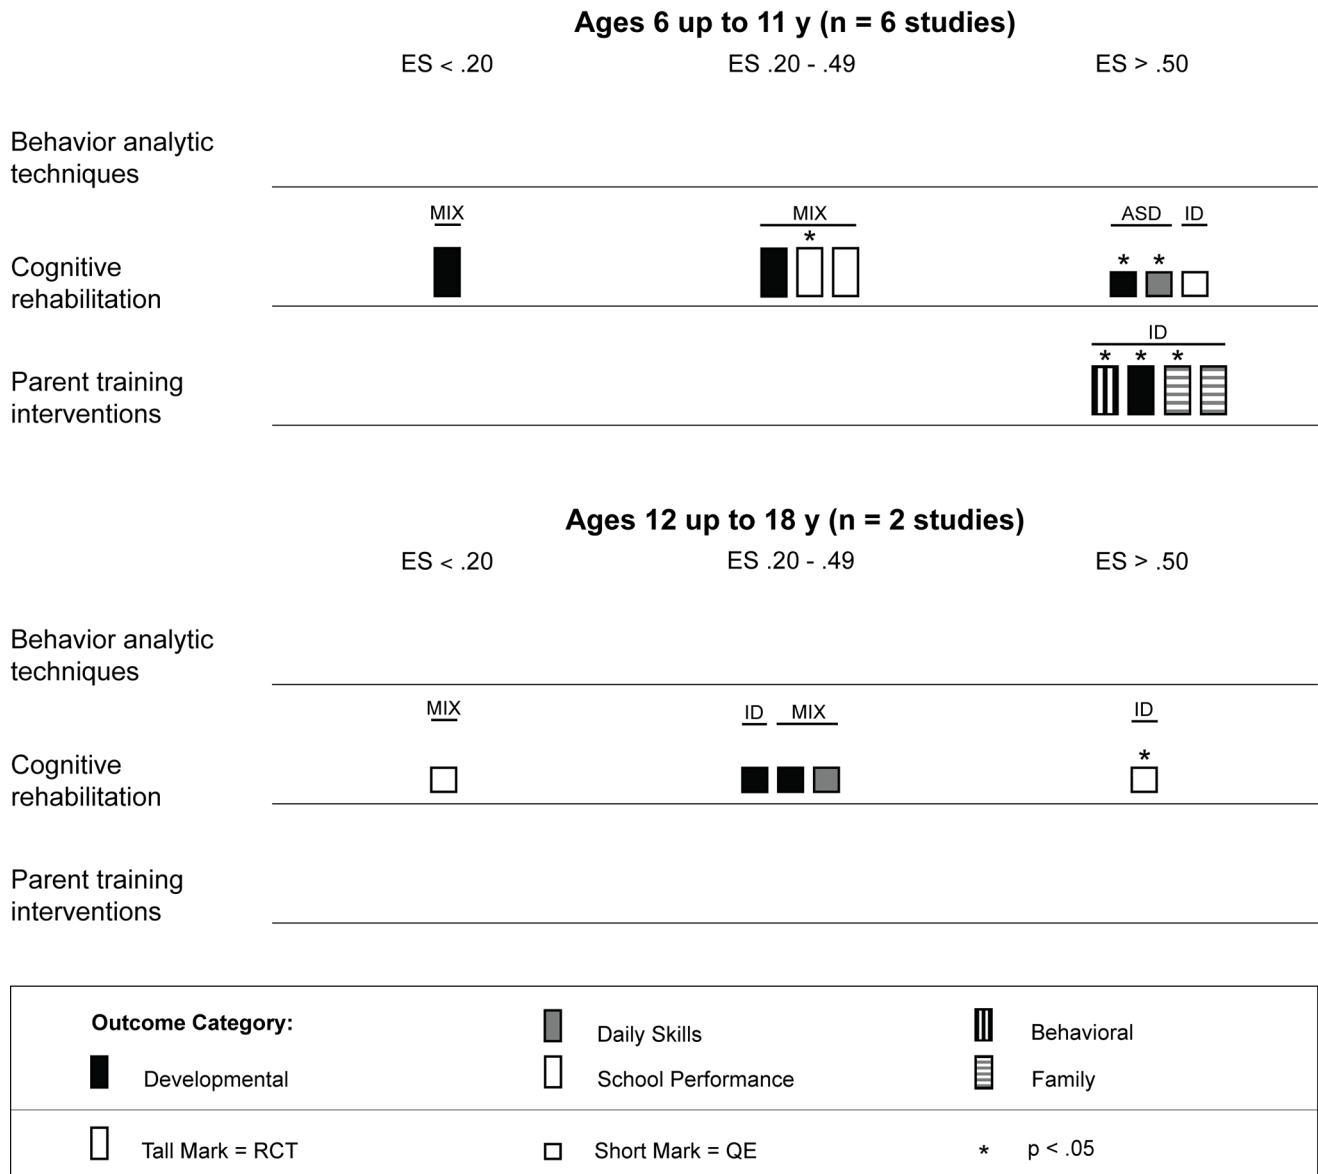 Ages 6 up to 11 y (n = 6 studies)
ES < .20 ES .20 - .49 ES > .50
Behavior analytic
techniques
MIX MIX ASD ID
*
* *
Cognitive
rehabilitation
ID
* * *
Parent training
interventions
Ages 12 up to 18 y (n = 2 studies)
ES < .20 ES .20 - .49 ES > .50
Behavior analytic
techniques
MIX ID MIX ID
*
Cognitive
rehabilitation
Parent training
interventions
Outcome Category: Daily Skills Behavioral
Developmental School Performance Family
Tall Mark = RCT Short Mark = QE * p < .05